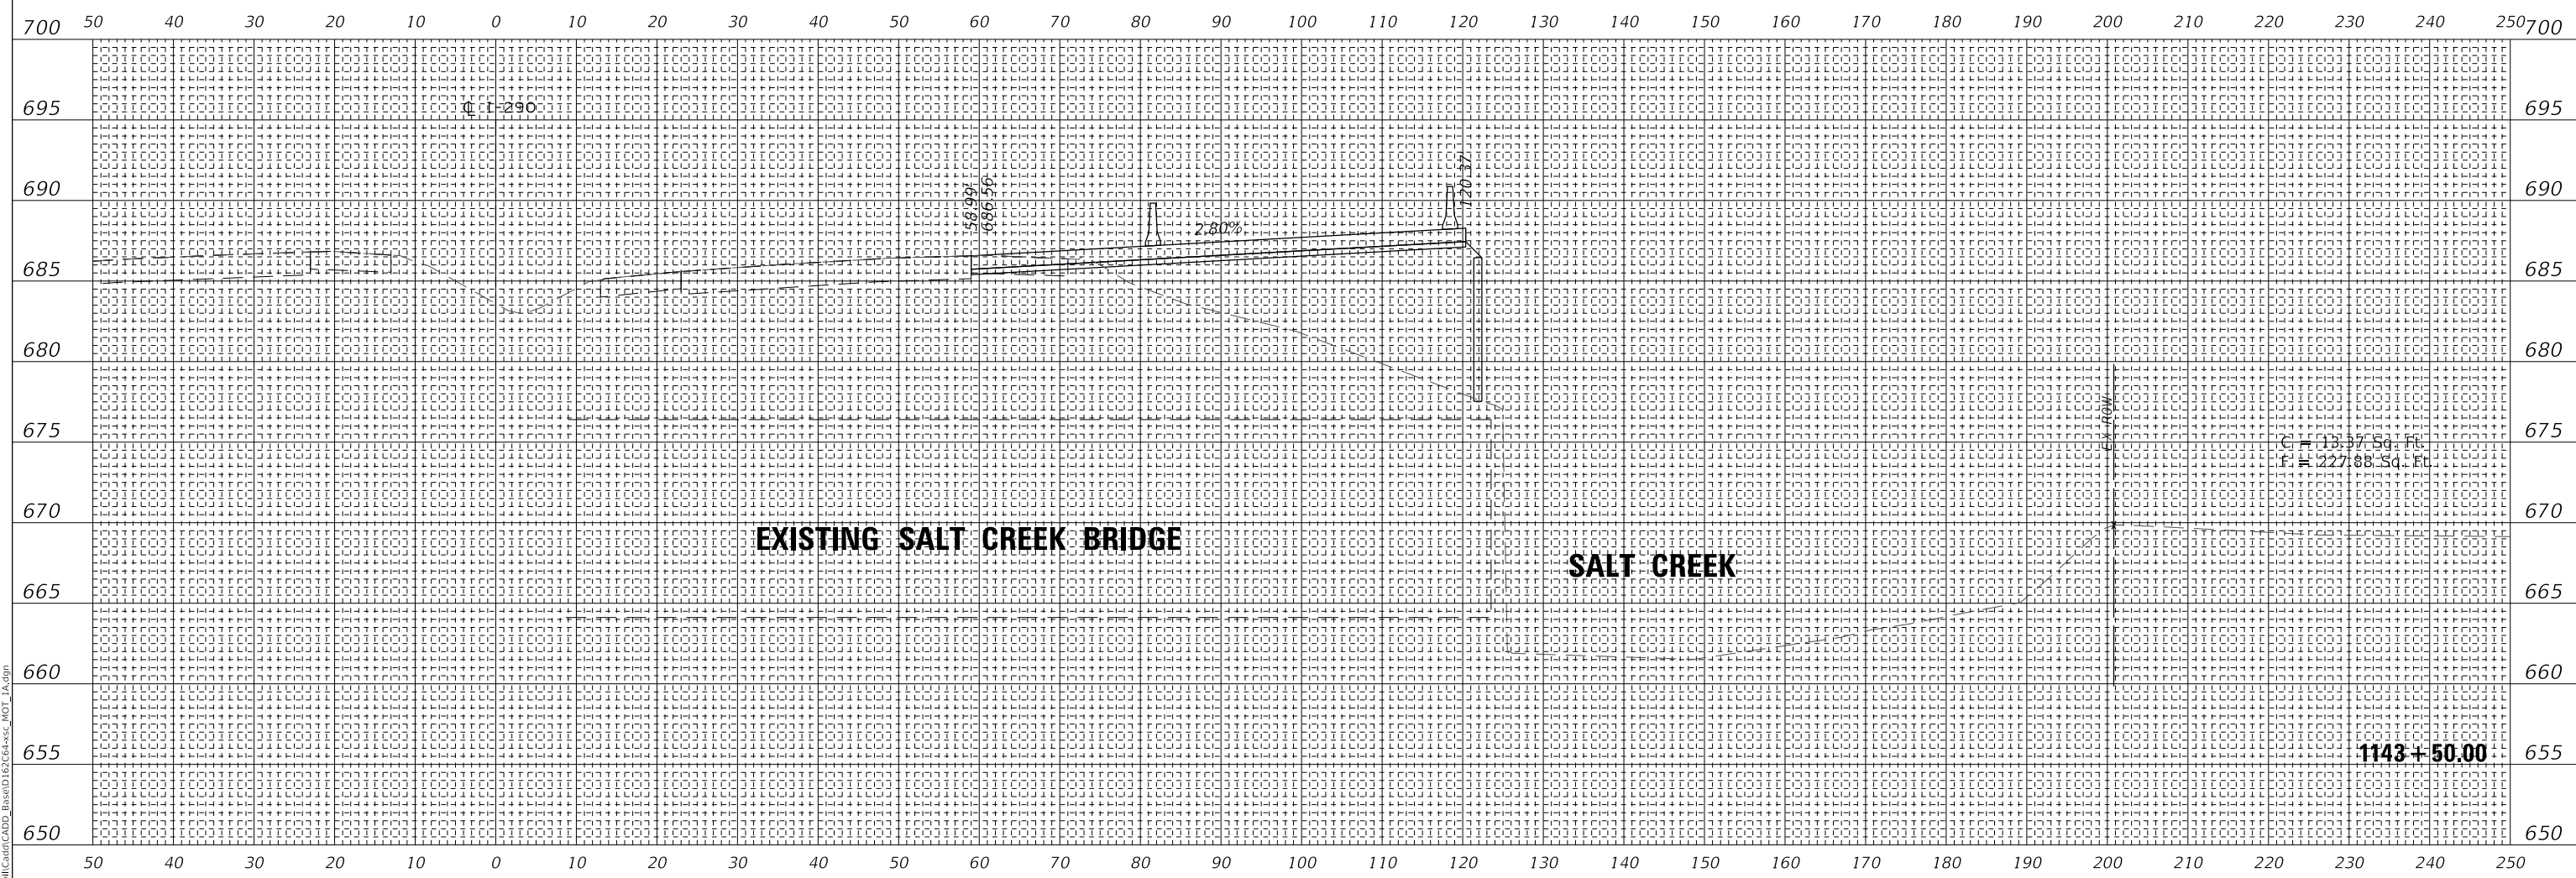 50 40 30 20 10 0 10 20 30 40 50 60 70 80 90 100 110 120 130 140 150 160 170 180 190 200 210 220 230 240 250
700 700
695 ℄ I-290 695
690 690
58.99'
686.56
2.80%
120.37'
685 685
680 680
EX ROW
675 675
C = 13.37 Sq. Ft.
F = 227.88 Sq. Ft.
670 670
EXISTING SALT CREEK BRIDGE
SALT CREEK
665 665
660 660
655 1143+50.00 655
650 650
50 40 30 20 10 0 10 20 30 40 50 60 70 80 90 100 110 120 130 140 150 160 170 180 190 200 210 220 230 240 250
\Cadd\CADD_Base\D162C64-xsc_MOT_1A.dgn